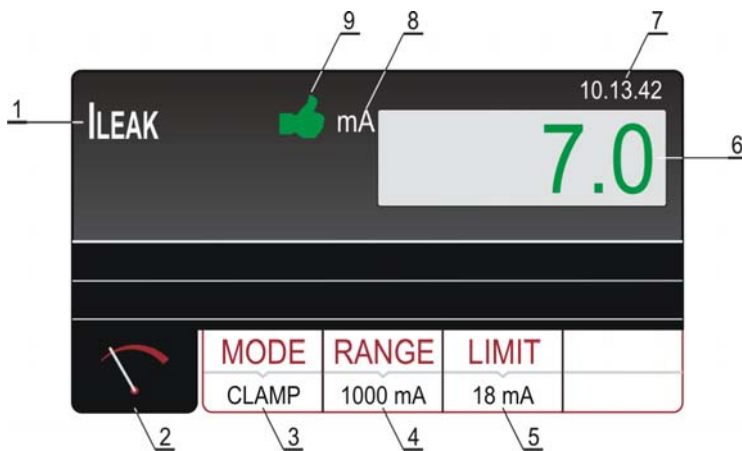 9 8 7
10.13.42
1 ILEAK mA
7.0 6
MODE RANGE LIMIT
CLAMP 1000 mA 18 mA
2 3 4 5